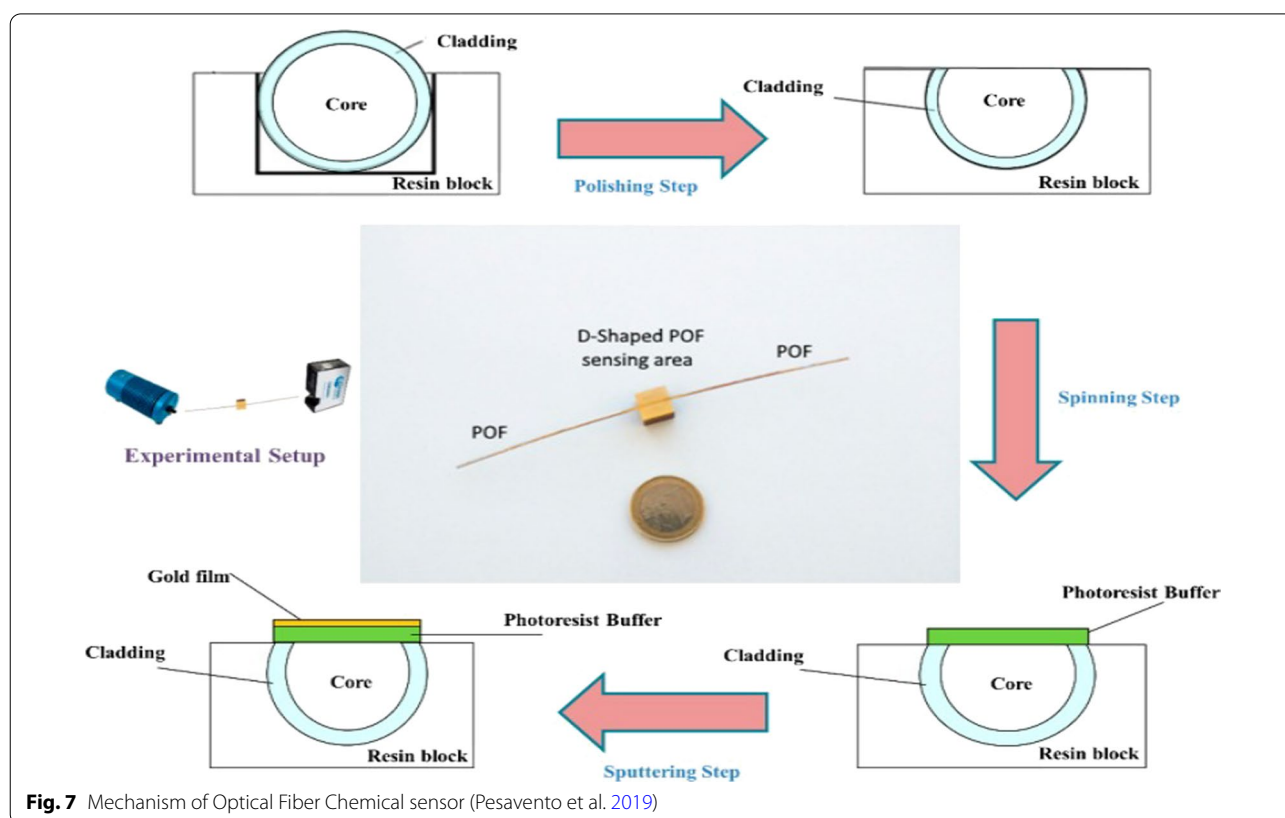 Cladding
Core
Resin block
Polishing Step
Cladding
Core
Resin block
D-Shaped POF
sensing area
POF
POF
Experimental Setup
Spinning Step
Gold film
Photoresist Buffer
Cladding
Core
Resin block
Sputtering Step
Photoresist Buffer
Cladding
Core
Resin block
Fig. 7 Mechanism of Optical Fiber Chemical sensor (Pesavento et al. 2019)